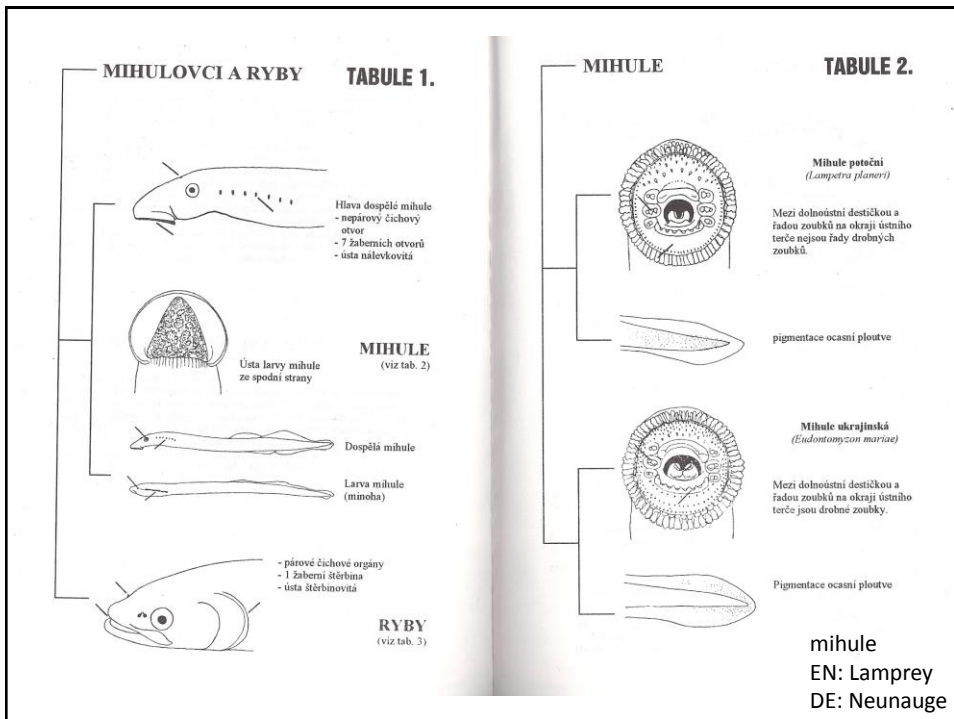 MIHULOVCI A RYBY
TABULE 1.
Hlava dospělé mihule
- nepárový čichový
otvor
- 7 žaberních otvorů
- ústa nálevkovitá
Ústa larvy mihule
ze spodní strany
MIHULE
(viz tab. 2)
Dospělá mihule
Larva mihule
(minoha)
- párové čichové orgány
- 1 žaberní štěrbina
- ústa štěrbinovitá
RYBY
(viz tab. 3)
MIHULE
TABULE 2.
Mihule potoční
(Lampetra planeri)
Mezi dolnoústní destičkou a
řadou zoubků na okraji ústního
terče nejsou řady drobných
zoubků.
pigmentace ocasní ploutve
Mihule ukrajinská
(Eudontomyzon mariae)
Mezi dolnoústní destičkou a
řadou zoubků na okraji ústního
terče jsou drobné zoubky.
Pigmentace ocasní ploutve
mihule
EN: Lamprey
DE: Neunauge